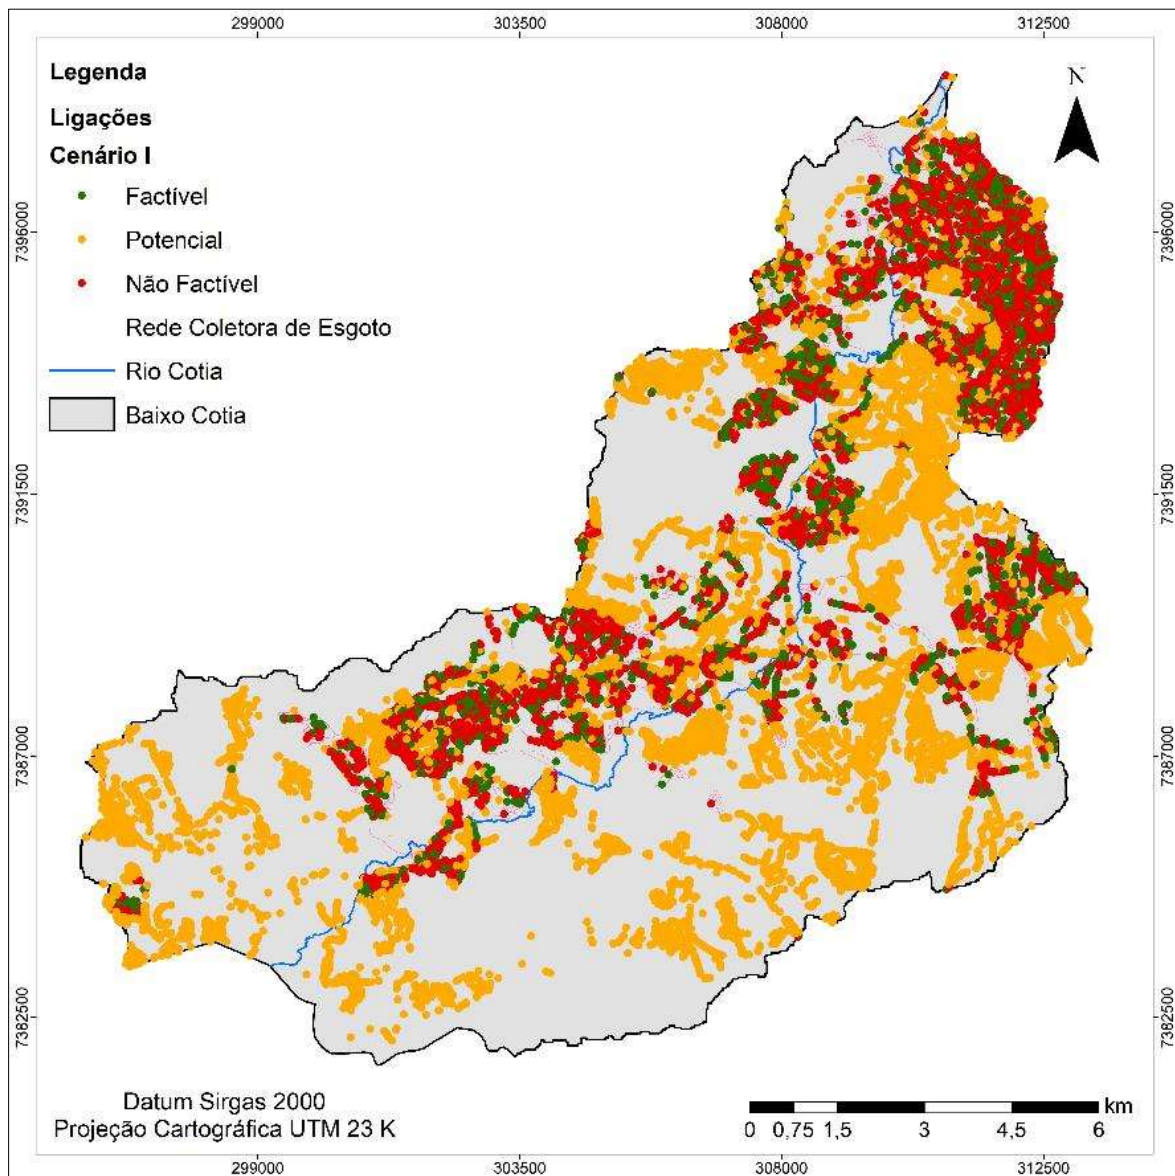 299000 303500 308000 312500
Legenda
Ligações
Cenário I
Factível
Potencial
Não Factível
Rede Coletora de Esgoto
Rio Cotia
Baixo Cotia
N
7396000 7396000
7391500 7391500
7387000 7387000
7382500 7382500
Datum Sirgas 2000
Projeção Cartográfica UTM 23 K
km
0 0,75 1,5 3 4,5 6
299000 303500 308000 312500